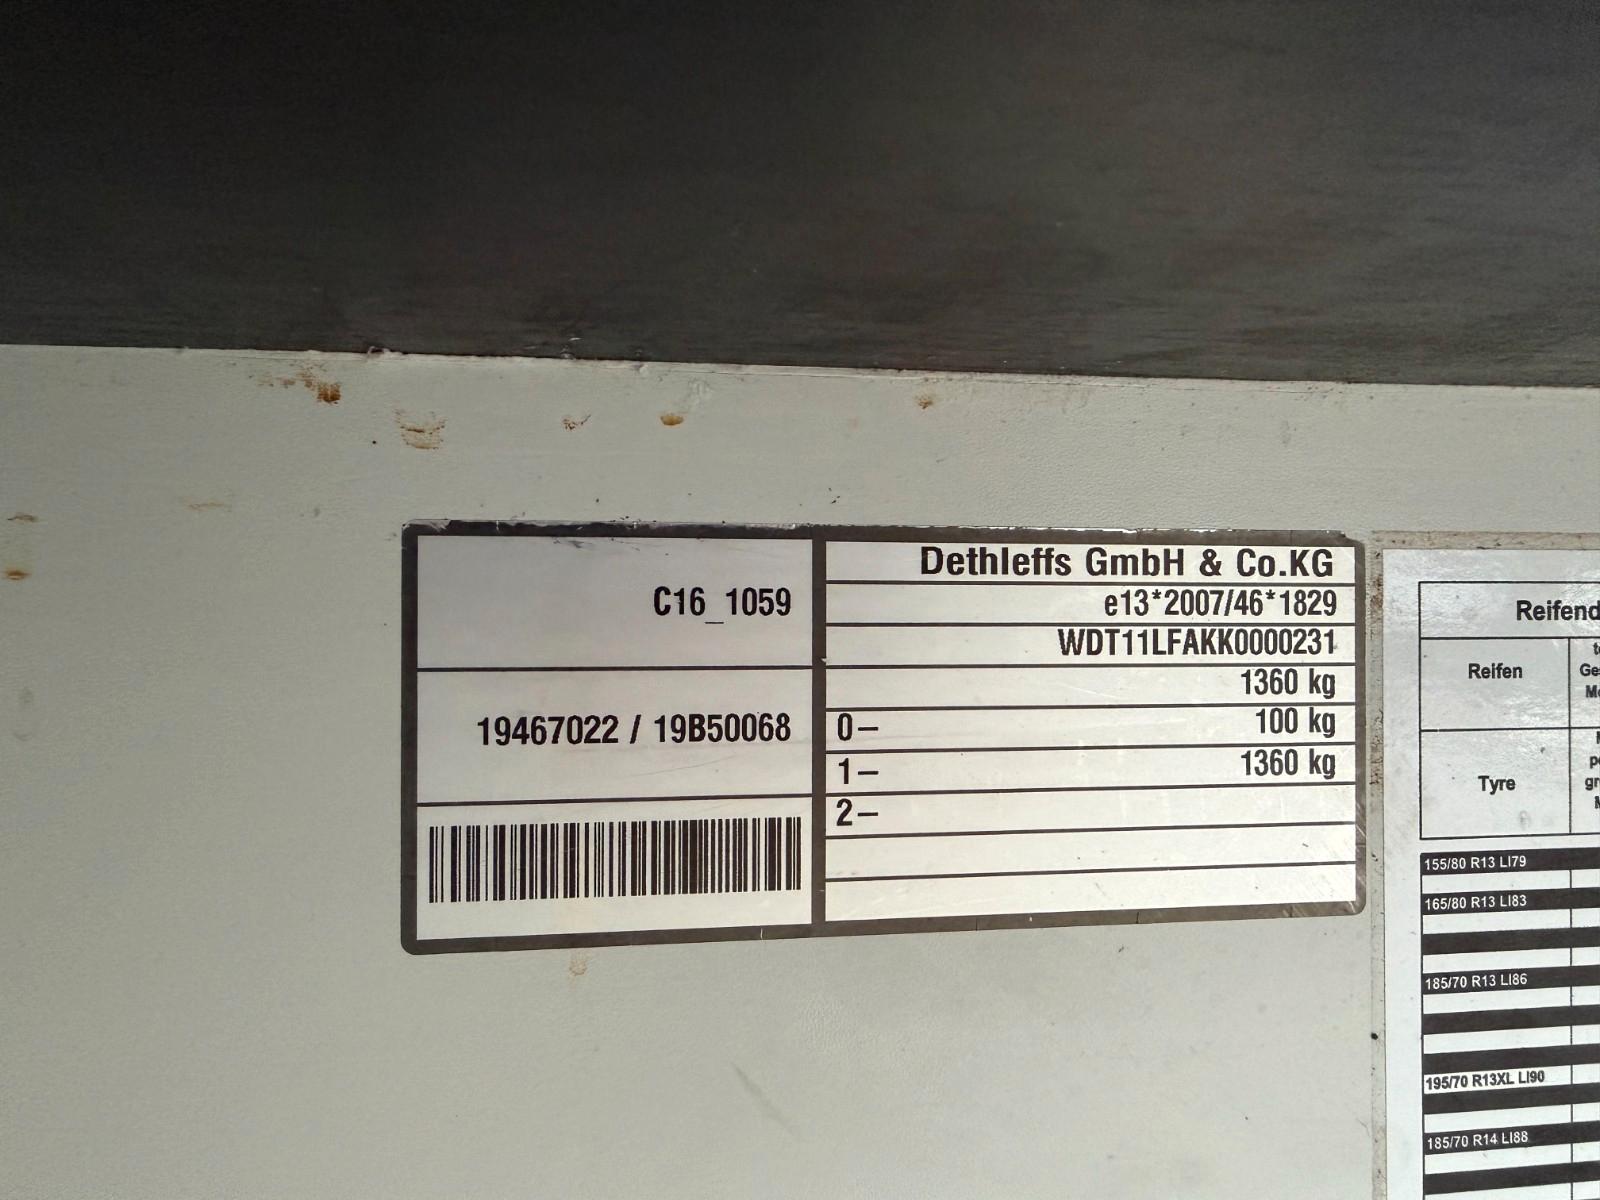 C16_1059
19467022 / 19B50068
Dethleffs GmbH & Co.KG
e13*2007/46*1829
WDT11LFAKK0000231
1360 kg
0– 100 kg
1– 1360 kg
2–
Reifen
Tyre
155/80 R13 LI79
165/80 R13 LI83
185/70 R13 LI86
195/70 R13XL LI90
185/70 R14 LI88